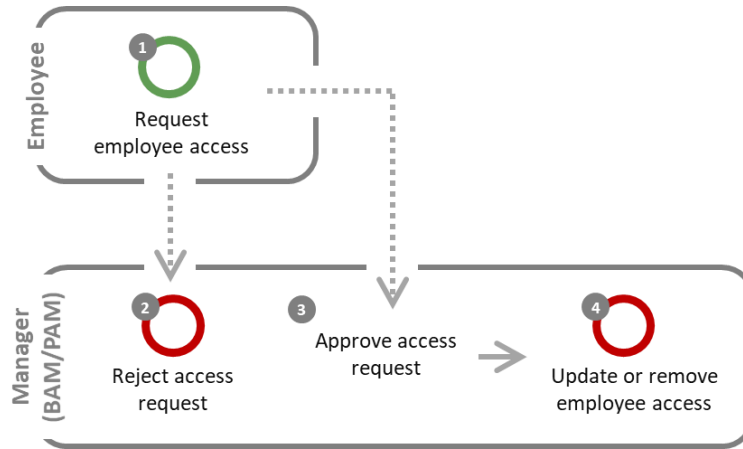 Employee
1
Request
employee access
Manager
(BAM/PAM)
2
Reject access
request
3
Approve access
request
4
Update or remove
employee access